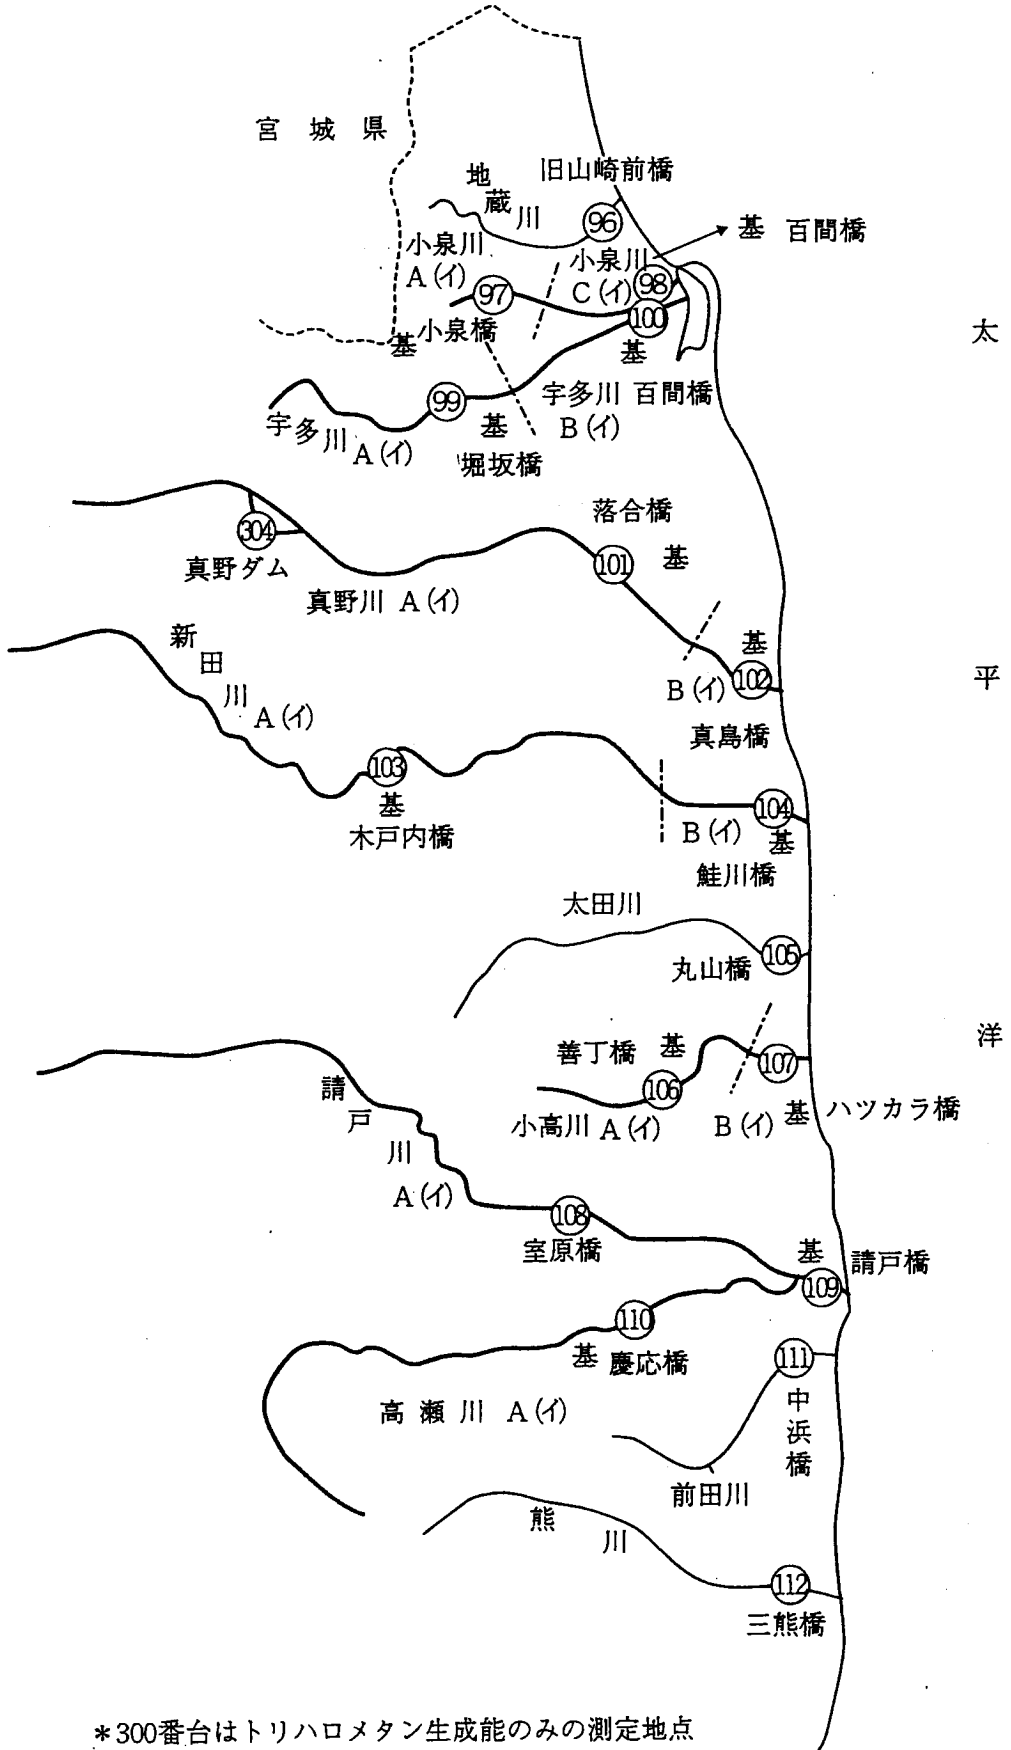 宮城県
旧山崎前橋
地蔵川
96
基 百間橋
小泉川
A(イ)
小泉川
C(イ)
98
97
100
基
小泉橋
基
宇多川
百間橋
B(イ)
99
基
堀坂橋
宇多川
A(イ)
太平洋
304
真野ダム
真野川 A(イ)
落合橋
101
基
基
102
B(イ)
真島橋
新田川
A(イ)
103
基
木戸内橋
104
B(イ)
基
鮭川橋
太田川
105
丸山橋
善丁橋
基
106
107
小高川 A(イ)
B(イ)
基
ハツカラ橋
請戸川
A(イ)
108
室原橋
基
請戸橋
109
110
基
慶応橋
高瀬川 A(イ)
111
中浜橋
前田川
熊川
112
三熊橋
*300番台はトリハロメタン生成能のみの測定地点